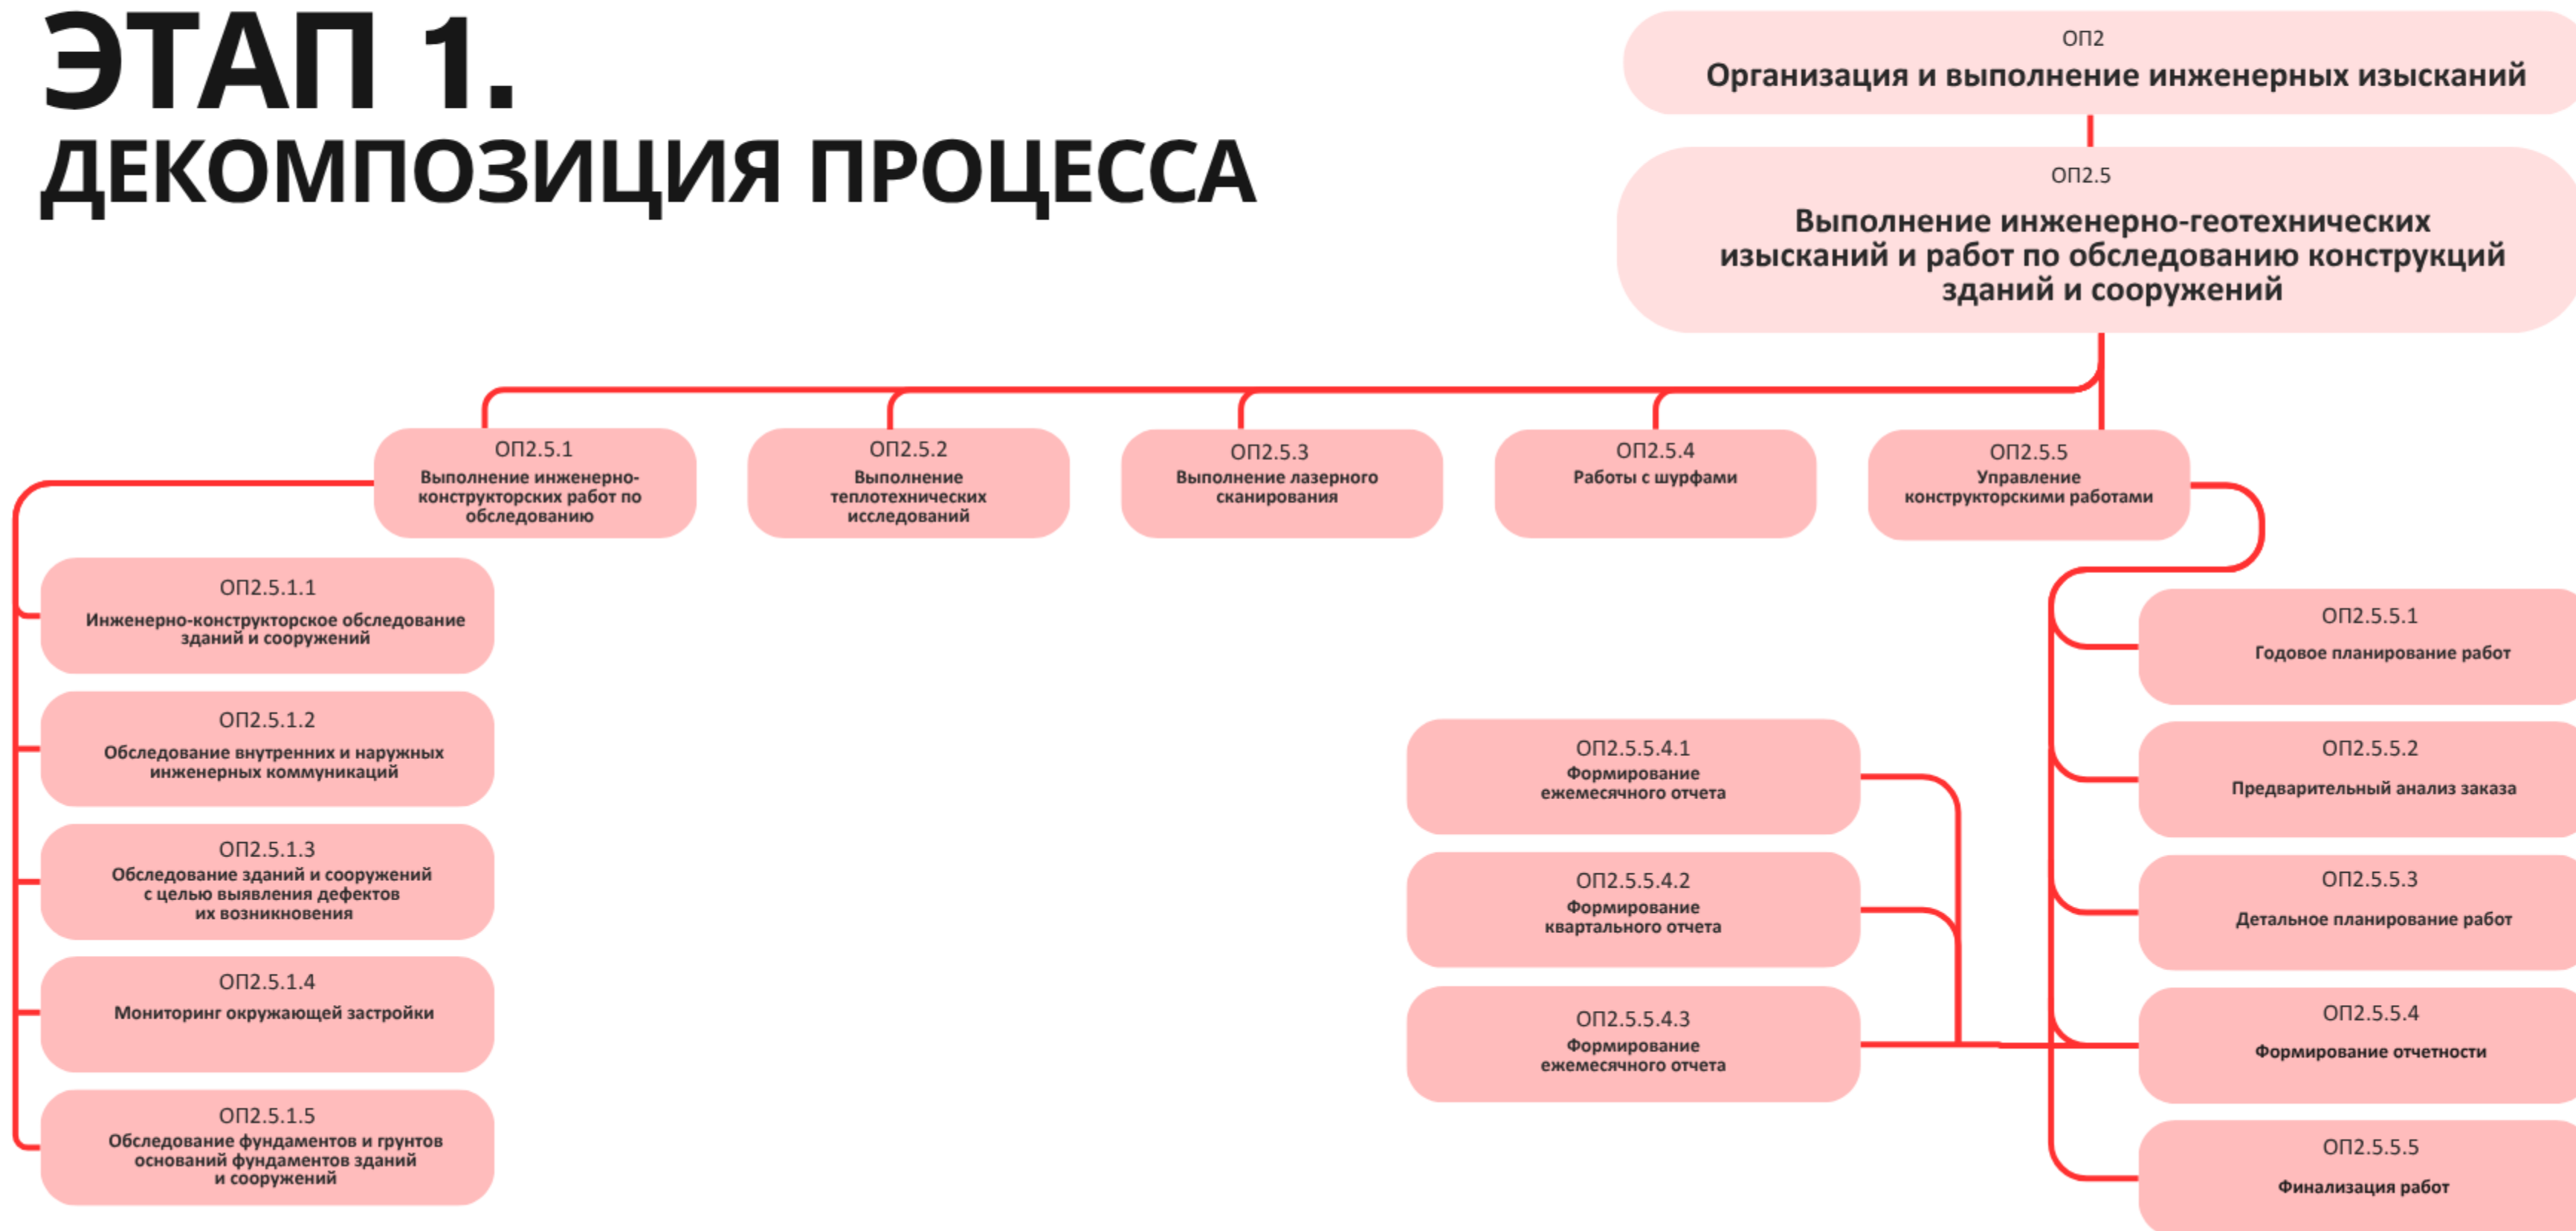 ЭТАП 1.
ДЕКОМПОЗИЦИЯ ПРОЦЕССА
ОП2
Организация и выполнение инженерных изысканий
ОП2.5
Выполнение инженерно-геотехнических
изысканий и работ по обследованию конструкций
зданий и сооружений
ОП2.5.1
Выполнение инженерно-
конструкторских работ по
обследованию
ОП2.5.2
Выполнение
теплотехнических
исследований
ОП2.5.3
Выполнение лазерного
сканирования
ОП2.5.4
Работы с шурфами
ОП2.5.5
Управление
конструкторскими работами
ОП2.5.1.1
Инженерно-конструкторское обследование
зданий и сооружений
ОП2.5.1.2
Обследование внутренних и наружных
инженерных коммуникаций
ОП2.5.1.3
Обследование зданий и сооружений
с целью выявления дефектов
их возникновения
ОП2.5.1.4
Мониторинг окружающей застройки
ОП2.5.1.5
Обследование фундаментов и грунтов
оснований фундаментов зданий
и сооружений
ОП2.5.5.4.1
Формирование
ежемесячного отчета
ОП2.5.5.4.2
Формирование
квартального отчета
ОП2.5.5.4.3
Формирование
ежемесячного отчета
ОП2.5.5.1
Годовое планирование работ
ОП2.5.5.2
Предварительный анализ заказа
ОП2.5.5.3
Детальное планирование работ
ОП2.5.5.4
Формирование отчетности
ОП2.5.5.5
Финализация работ